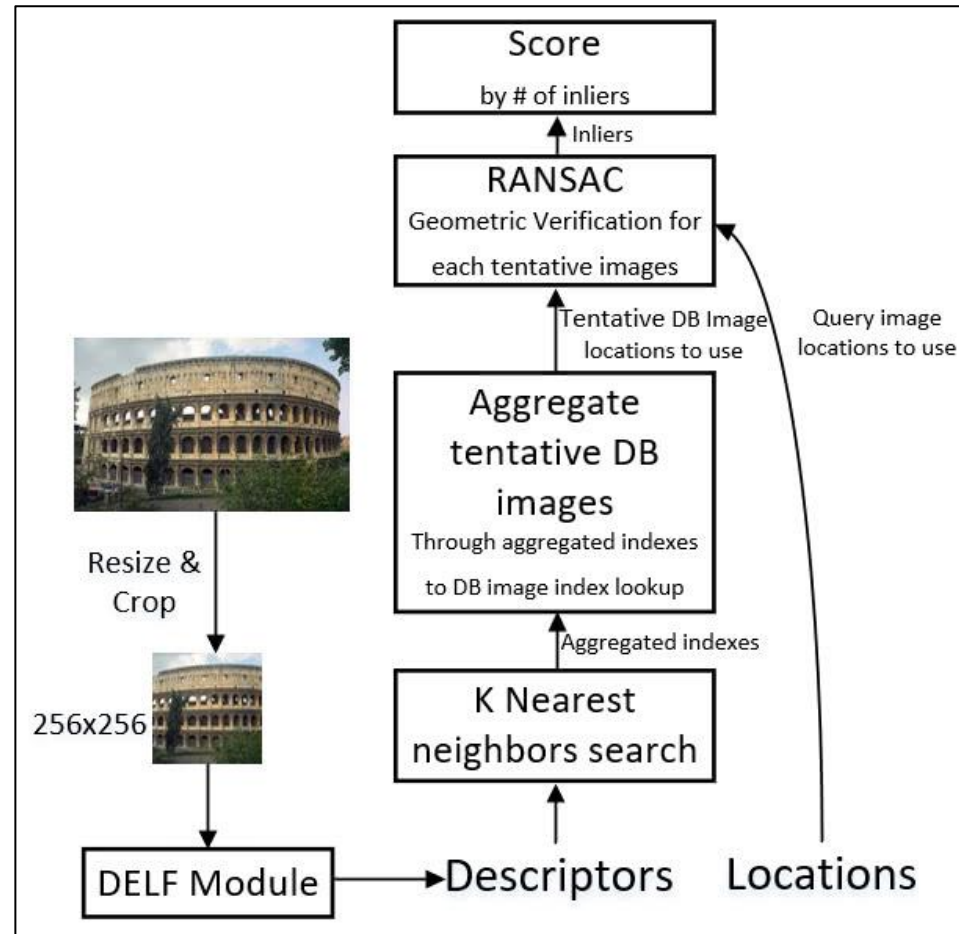 Score
by # of inliers
Inliers
RANSAC
Geometric Verification for
each tentative images
Tentative DB Image
locations to use
Query image
locations to use
Aggregate
tentative DB
images
Through aggregated indexes
to DB image index lookup
Aggregated indexes
K Nearest
neighbors search
Resize &
Crop
256x256
DELF Module
Descriptors
Locations